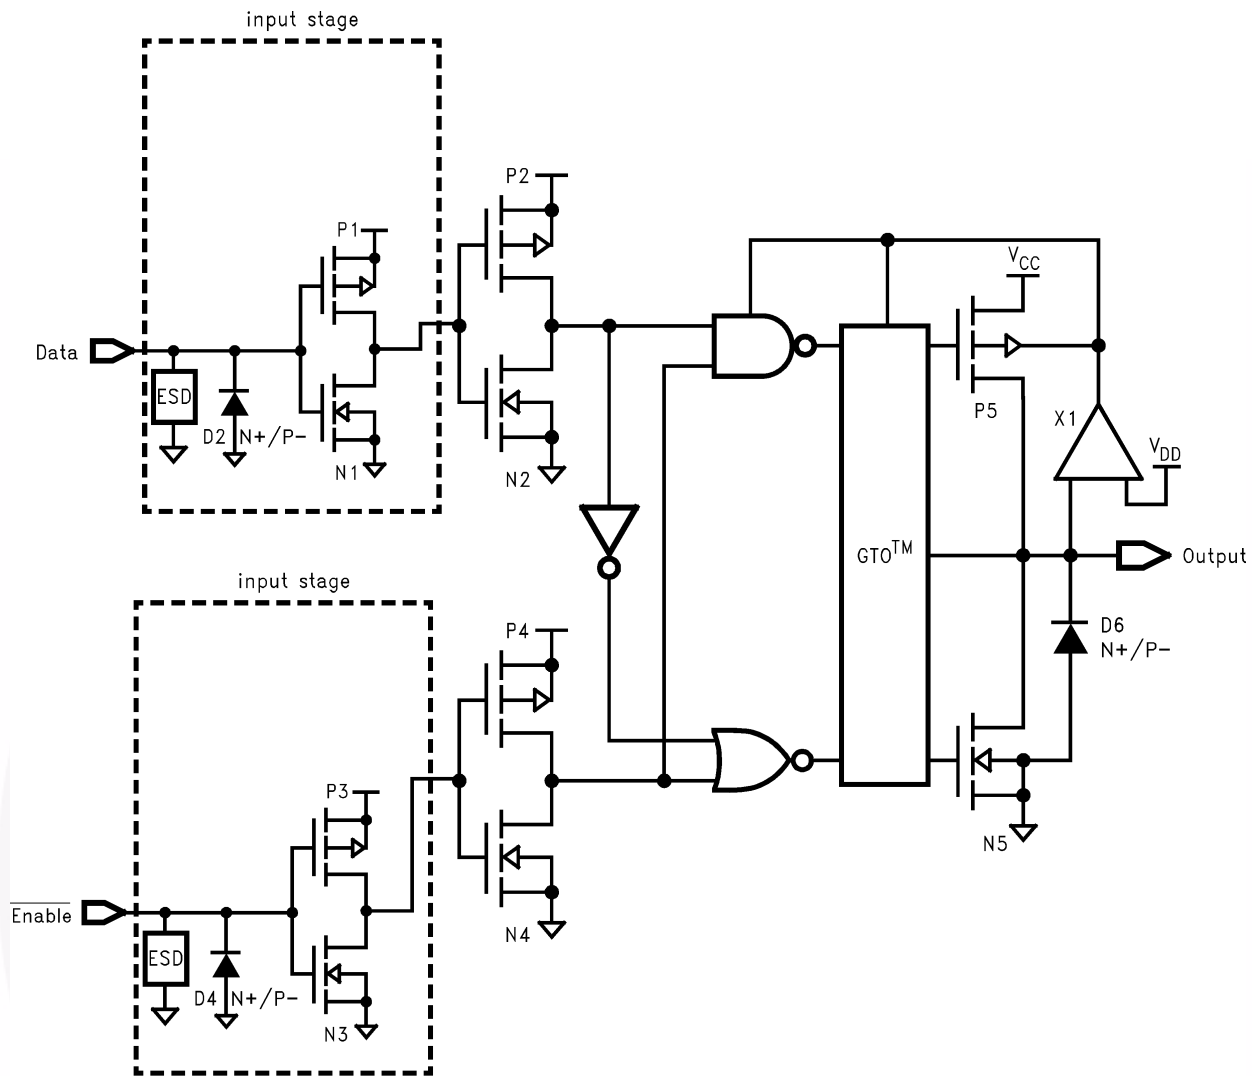 input stage
P2
P1
VCC
Data
ESD
D2 N+/P-
N1
N2
P5
X1
VDD
GTO™
Output
input stage
P4
D6
N+/P-
P3
N5
Enable
ESD
D4 N+/P-
N3
N4